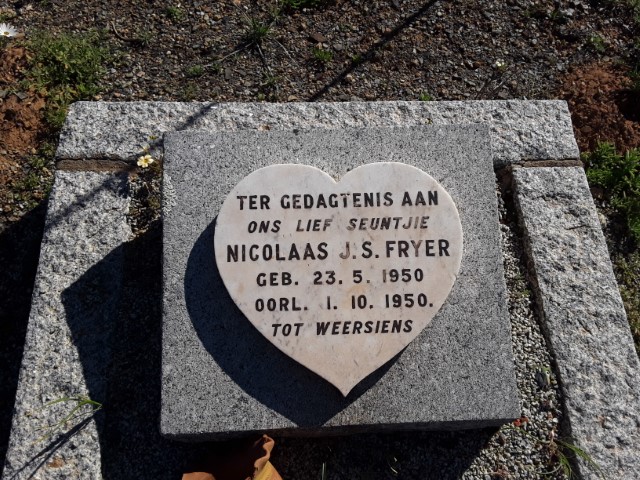 TER GEDAGTENIS AAN
ONS LIEF SEUNTJIE
NICOLAAS J.S. FRYER
GEB. 23. 5. 1950
OORL. 1. 10. 1950.
TOT WEERSIENS